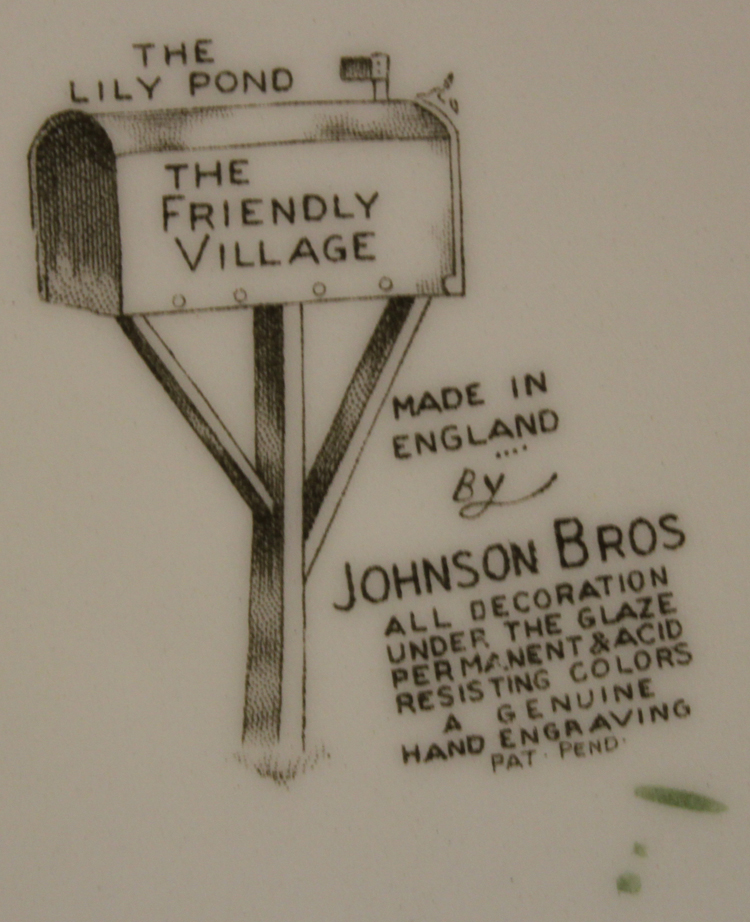 THE
LILY POND
THE
FRIENDLY
VILLAGE
MADE IN
ENGLAND
By
JOHNSON BROS
ALL DECORATION
UNDER THE GLAZE
PERMANENT & ACID
RESISTING COLORS
A GENUINE
HAND ENGRAVING
PAT. PEND.